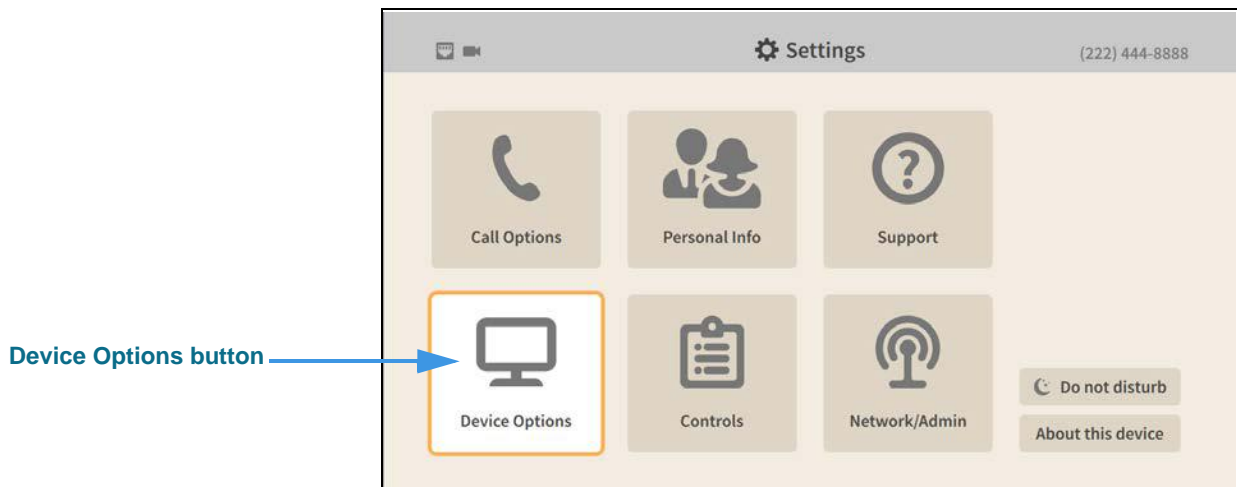 Settings
(222) 444-8888
Call Options
Personal Info
Support
Device Options button
Device Options
Controls
Network/Admin
Do not disturb
About this device